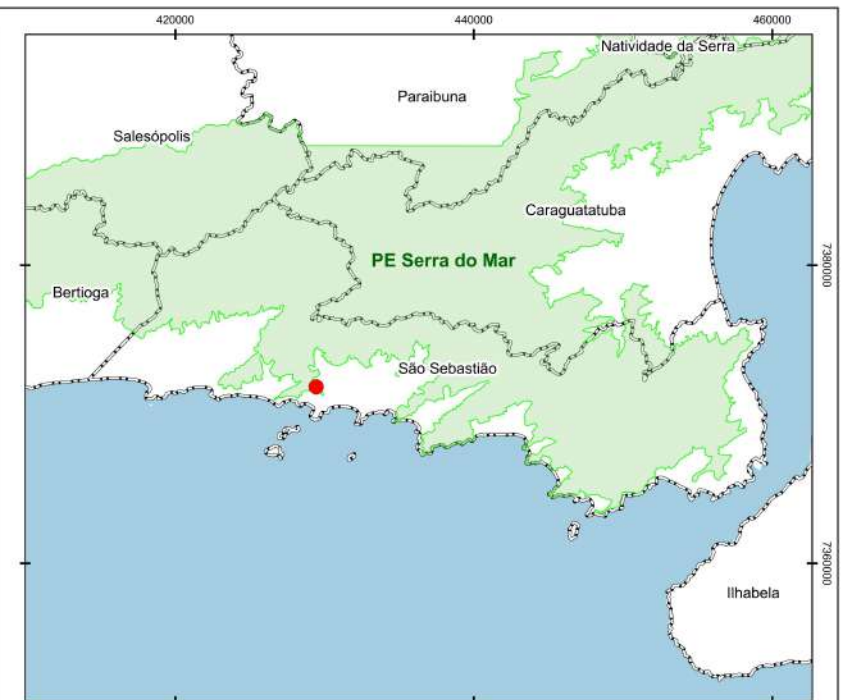 420000
440000
460000
Natividade da Serra
Paraibuna
Salesópolis
Caraguatatuba
PE Serra do Mar
7380000
Bertioga
São Sebastião
7360000
Ilhabela